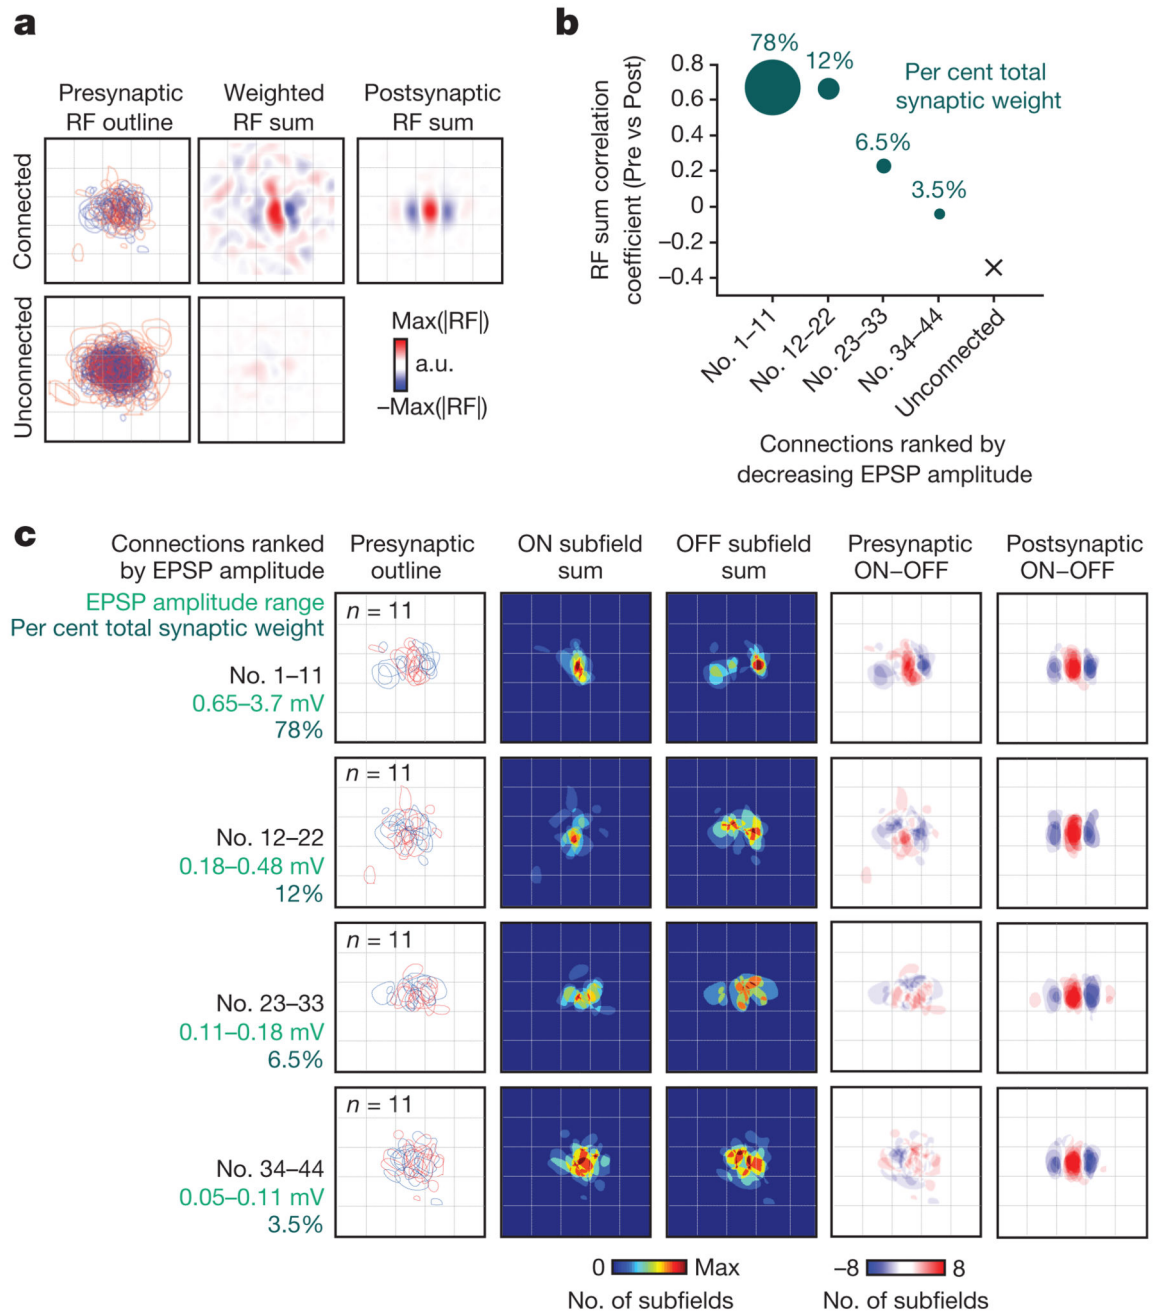 a
Presynaptic
RF outline
Weighted
RF sum
Postsynaptic
RF sum
Connected
Unconnected
Max(|RF|)
a.u.
–Max(|RF|)
b
RF sum correlation
coefficient (Pre vs Post)
0.8
0.6
0.4
0.2
0
–0.2
–0.4
78%
12%
6.5%
3.5%
Per cent total
synaptic weight
No. 1–11
No. 12–22
No. 23–33
No. 34–44
Unconnected
Connections ranked by
decreasing EPSP amplitude
c
Connections ranked
by EPSP amplitude
EPSP amplitude range
Per cent total synaptic weight
Presynaptic
outline
ON subfield
sum
OFF subfield
sum
Presynaptic
ON–OFF
Postsynaptic
ON–OFF
n = 11
No. 1–11
0.65–3.7 mV
78%
n = 11
No. 12–22
0.18–0.48 mV
12%
n = 11
No. 23–33
0.11–0.18 mV
6.5%
n = 11
No. 34–44
0.05–0.11 mV
3.5%
0 Max
No. of subfields
–8 8
No. of subfields